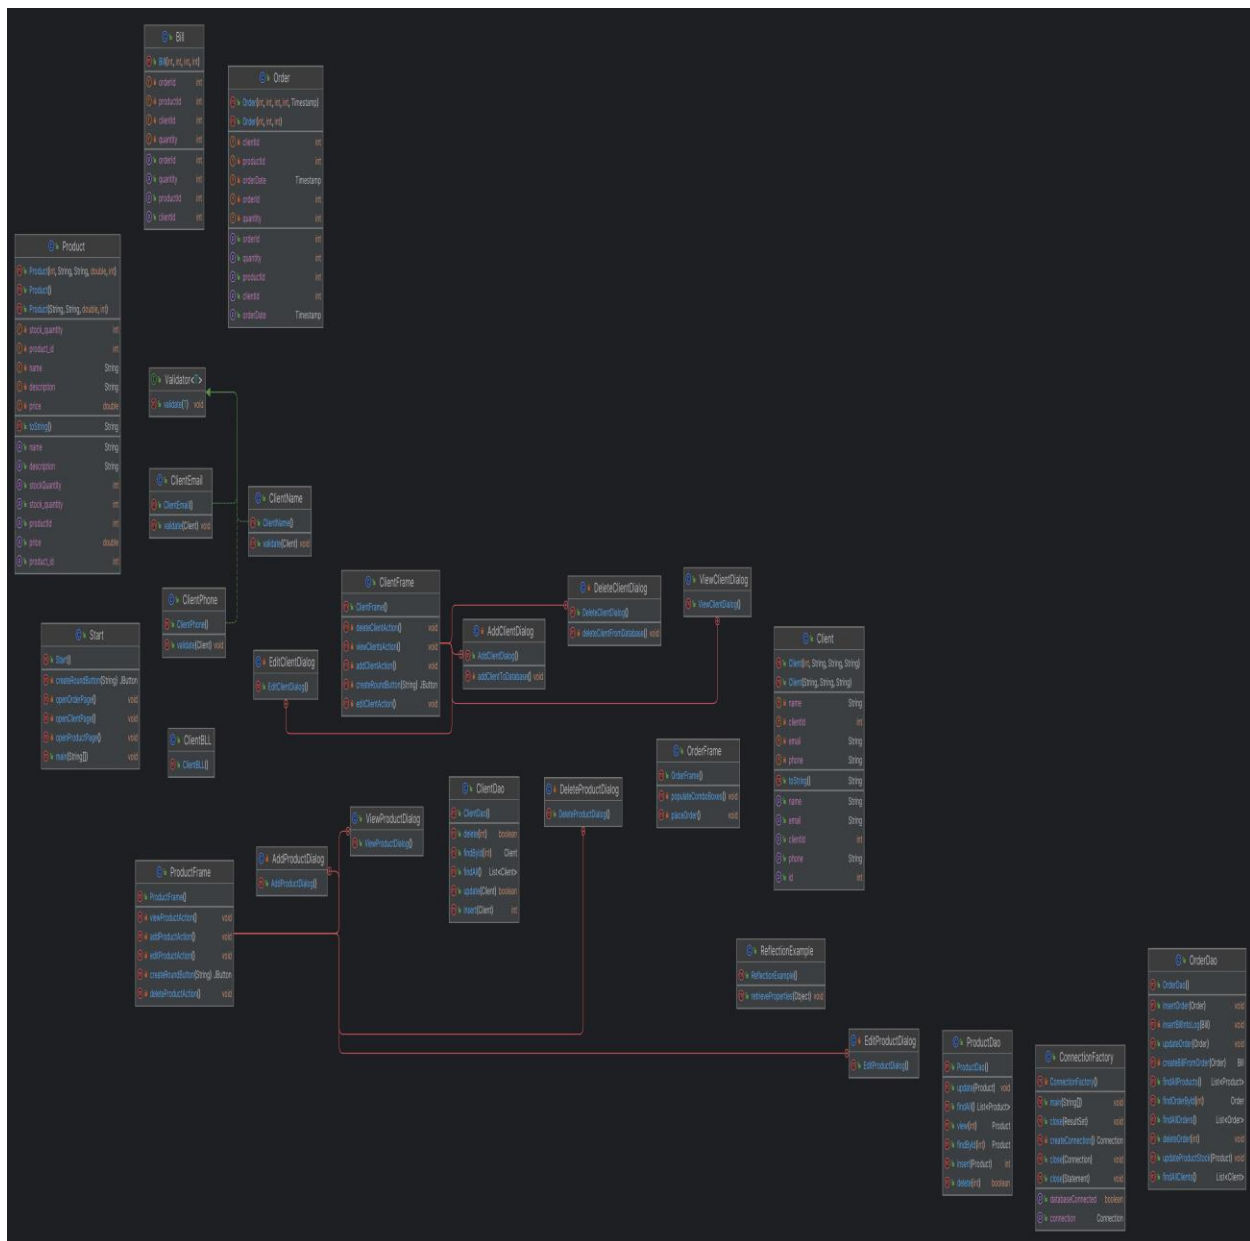 Bill
Bill(int, int, int, int)
orderId int
productId int
clientId int
quantity int
orderId int
quantity int
productId int
clientId int
Order
Order(int, int, int, int, Timestamp)
Order(int, int, int)
clientId int
productId int
orderDate Timestamp
orderId int
quantity int
orderId int
quantity int
productId int
clientId int
orderDate Timestamp
Product
Product(int, String, String, double, int)
Product()
Product(String, String, double, int)
stock_quantity int
product_id int
name String
description String
price double
toString() String
name String
description String
stockQuantity int
stock_quantity int
productId int
price double
product_id int
Validator<T>
validate(T) void
ClientEmail
ClientEmail()
validate(Client) void
ClientName
ClientName()
validate(Client) void
ClientPhone
ClientPhone()
validate(Client) void
Start
Start()
createRoundButton(String) JButton
openOrderPage() void
openClientPage() void
openProductPage() void
main(String[]) void
EditClientDialog
EditClientDialog()
ClientFrame
ClientFrame()
deleteClientAction() void
viewClientsAction() void
addClientAction() void
createRoundButton(String) JButton
editClientAction() void
AddClientDialog
AddClientDialog()
addClientToDatabase() void
DeleteClientDialog
DeleteClientDialog()
deleteClientFromDatabase() void
ViewClientDialog
ViewClientDialog()
Client
Client(int, String, String, String)
Client(String, String, String)
name String
clientId int
email String
phone String
toString() String
name String
email String
clientId int
phone String
id int
ClientBLL
ClientBLL()
OrderFrame
OrderFrame()
populateComboBoxes() void
placeOrder() void
ClientDao
ClientDao()
delete(int) boolean
findById(int) Client
findAll() List<Client>
update(Client) boolean
insert(Client) int
DeleteProductDialog
DeleteProductDialog()
ViewProductDialog
ViewProductDialog()
AddProductDialog
AddProductDialog()
ProductFrame
ProductFrame()
viewProductAction() void
addProductAction() void
editProductAction() void
createRoundButton(String) JButton
deleteProductAction() void
ReflectionExample
ReflectionExample()
retrieveProperties(Object) void
EditProductDialog
EditProductDialog()
ProductDao
ProductDao()
update(Product) void
findAll() List<Product>
view(int) Product
findById(int) Product
insert(Product) int
delete(int) boolean
ConnectionFactory
ConnectionFactory()
main(String[]) void
close(ResultSet) void
createConnection() Connection
close(Connection) void
close(Statement) void
databaseConnected boolean
connection Connection
OrderDao
OrderDao()
insertOrder(Order) void
insertBillIntoLog(Bill) void
updateOrder(Order) void
createBillFromOrder(Order) Bill
findAllProducts() List<Product>
findOrderById(int) Order
findAllOrders() List<Order>
deleteOrder(int) void
updateProductStock(Product) void
findAllClients() List<Client>